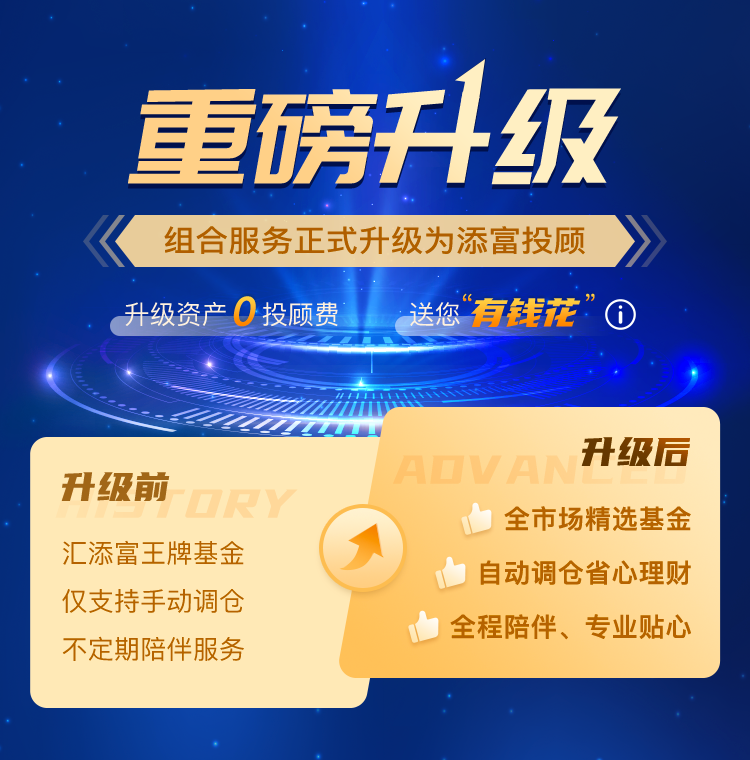 重磅升级
组合服务正式升级为添富投顾
升级资产0投顾费 送您“有钱花”
升级前
HISTORY
汇添富王牌基金
仅支持手动调仓
不定期陪伴服务
ADVANCED
升级后
全市场精选基金
自动调仓省心理财
全程陪伴、专业贴心